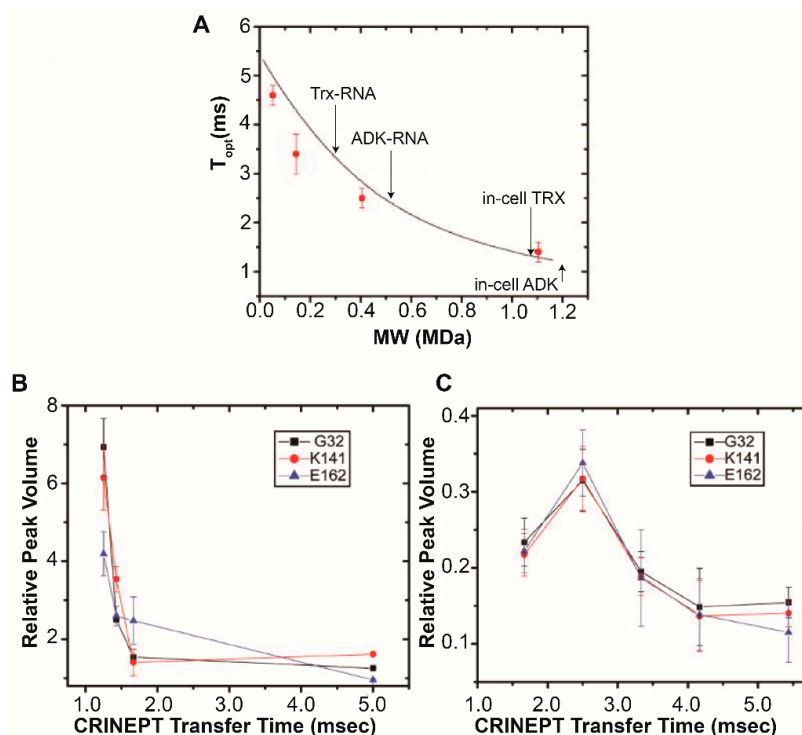 A
6
5
4
3
2
1
T_opt(ms)
Trx-RNA
ADK-RNA
in-cell TRX
in-cell ADK
0.0 0.2 0.4 0.6 0.8 1.0 1.2
MW (MDa)
B
8
6
4
2
Relative Peak Volume
G32
K141
E162
1.0 2.0 3.0 4.0 5.0
CRINEPT Transfer Time (msec)
C
0.4
0.3
0.2
0.1
Relative Peak Volume
G32
K141
E162
1.0 2.0 3.0 4.0 5.0
CRINEPT Transfer Time (msec)